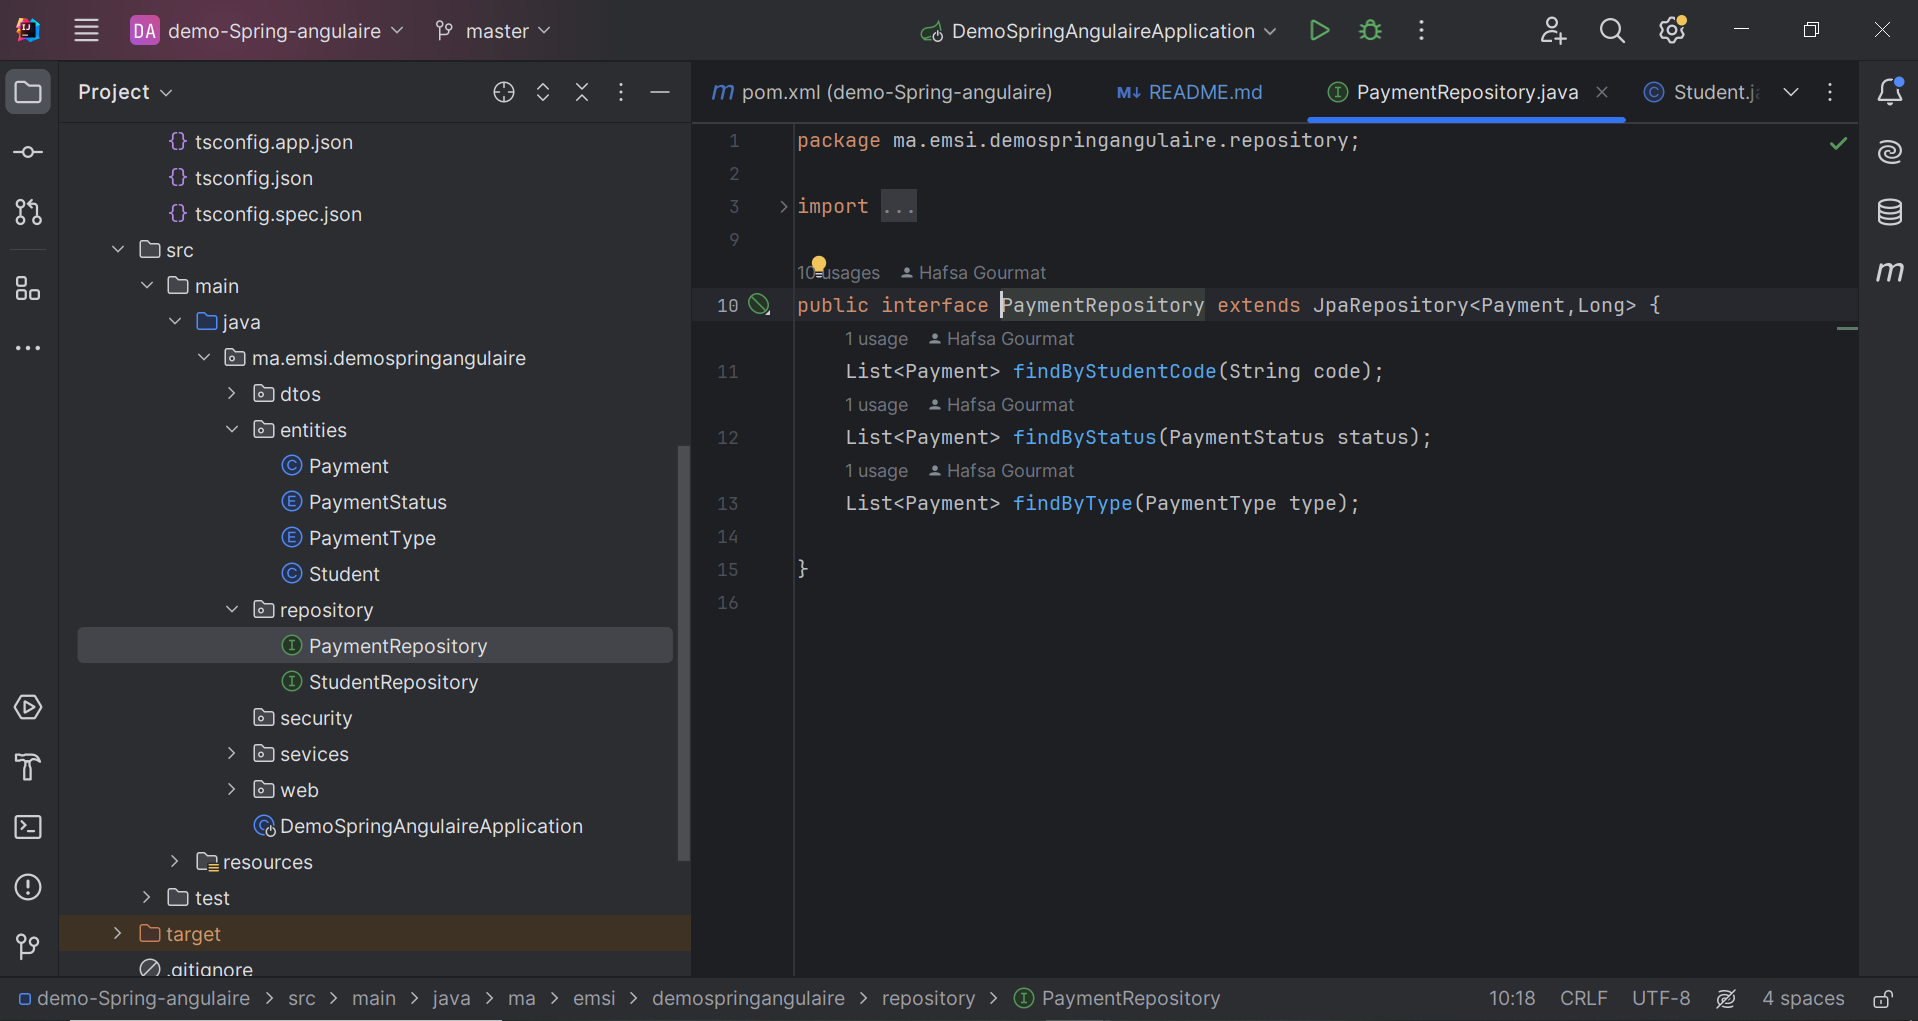 DA demo-Spring-angulaire master DemoSpringAngulaireApplication
Project
m pom.xml (demo-Spring-angulaire) M↓ README.md I PaymentRepository.java C Student.j
{} tsconfig.app.json
{} tsconfig.json
{} tsconfig.spec.json
src
main
java
ma.emsi.demospringangulaire
dtos
entities
C Payment
E PaymentStatus
E PaymentType
C Student
repository
I PaymentRepository
I StudentRepository
security
sevices
web
DemoSpringAngulaireApplication
resources
test
target
.gitignore
1 package ma.emsi.demospringangulaire.repository;
2
3 import ...
9
10 usages Hafsa Gourmat
10 public interface PaymentRepository extends JpaRepository<Payment,Long> {
1 usage Hafsa Gourmat
11 List<Payment> findByStudentCode(String code);
1 usage Hafsa Gourmat
12 List<Payment> findByStatus(PaymentStatus status);
1 usage Hafsa Gourmat
13 List<Payment> findByType(PaymentType type);
14
15 }
16
m
demo-Spring-angulaire > src > main > java > ma > emsi > demospringangulaire > repository > I PaymentRepository 10:18 CRLF UTF-8 4 spaces